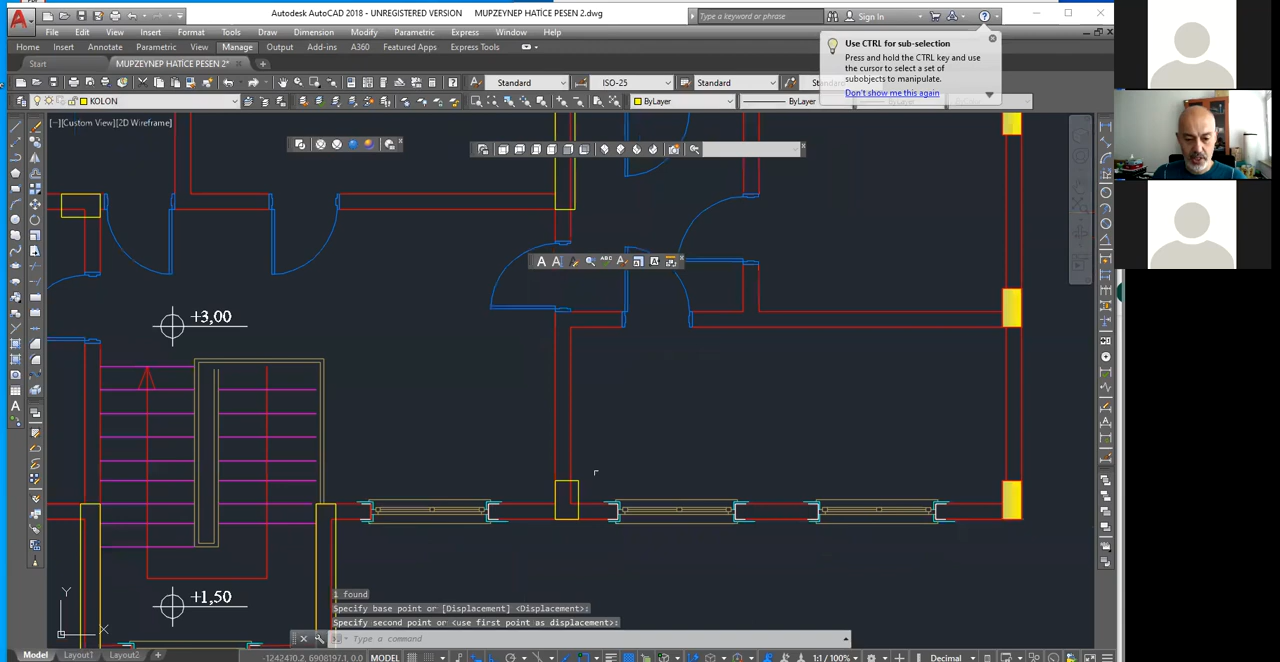 Autodesk AutoCAD 2018 - UNREGISTERED VERSION MUPZEYNEP HATİCE PESEN 2.dwg
Type a keyword or phrase
Sign In
File Edit View Insert Format Tools Draw Dimension Modify Parametric Express Window Help
Home Insert Annotate Parametric View Manage Output Add-ins A360 Featured Apps Express Tools
Start
MUPZEYNEP HATİCE PESEN 2*
Use CTRL for sub-selection
Press and hold the CTRL key and use
the cursor to select a set of
subobjects to manipulate.
Don't show me this again
Standard
ISO-25
Standard
KOLON
ByLayer
ByLayer
[−][Custom View][2D Wireframe]
+3,00
+1,50
Y
X
1 found
Specify base point or [Displacement] <Displacement>:
Specify second point or <use first point as displacement>:
Type a command
Model Layout1 Layout2 +
MODEL
1:1 / 100%
Decimal